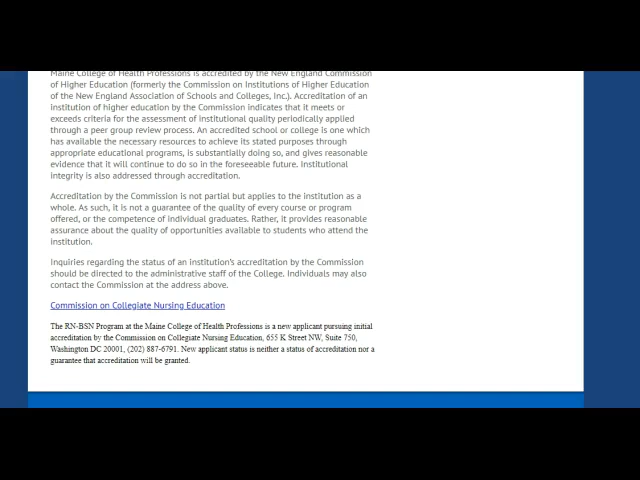 Maine College of Health Professions is accredited by the New England Commission
of Higher Education (formerly the Commission on Institutions of Higher Education
of the New England Association of Schools and Colleges, Inc.). Accreditation of an
institution of higher education by the Commission indicates that it meets or
exceeds criteria for the assessment of institutional quality periodically applied
through a peer group review process. An accredited school or college is one which
has available the necessary resources to achieve its stated purposes through
appropriate educational programs, is substantially doing so, and gives reasonable
evidence that it will continue to do so in the foreseeable future. Institutional
integrity is also addressed through accreditation.
Accreditation by the Commission is not partial but applies to the institution as a
whole. As such, it is not a guarantee of the quality of every course or program
offered, or the competence of individual graduates. Rather, it provides reasonable
assurance about the quality of opportunities available to students who attend the
institution.
Inquiries regarding the status of an institution's accreditation by the Commission
should be directed to the administrative staff of the College. Individuals may also
contact the Commission at the address above.
Commission on Collegiate Nursing Education
The RN-BSN Program at the Maine College of Health Professions is a new applicant pursuing initial
accreditation by the Commission on Collegiate Nursing Education, 655 K Street NW, Suite 750,
Washington DC 20001, (202) 887-6791. New applicant status is neither a status of accreditation nor a
guarantee that accreditation will be granted.